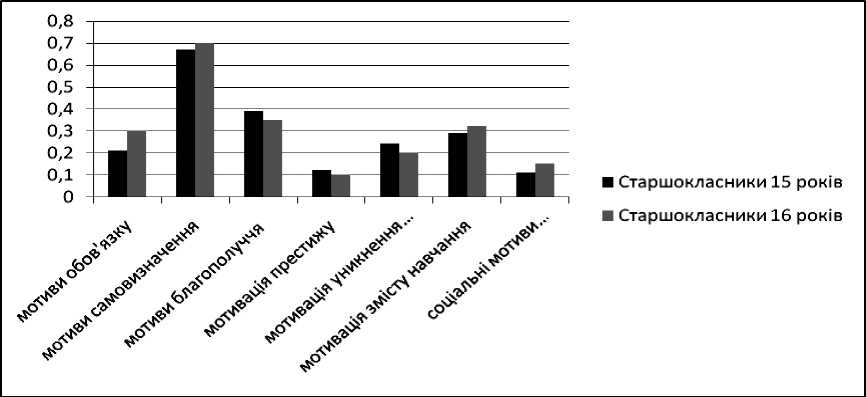 0,8
0,7
0,6
0,5
0,4
0,3
0,2
0,1
0
мотиви обов'язку
мотиви самовизначення
мотиви благополуччя
мотивація престижу
мотивація уникнення...
мотивація змісту навчання
соціальні мотиви...
Старшокласники 15 років
Старшокласники 16 років